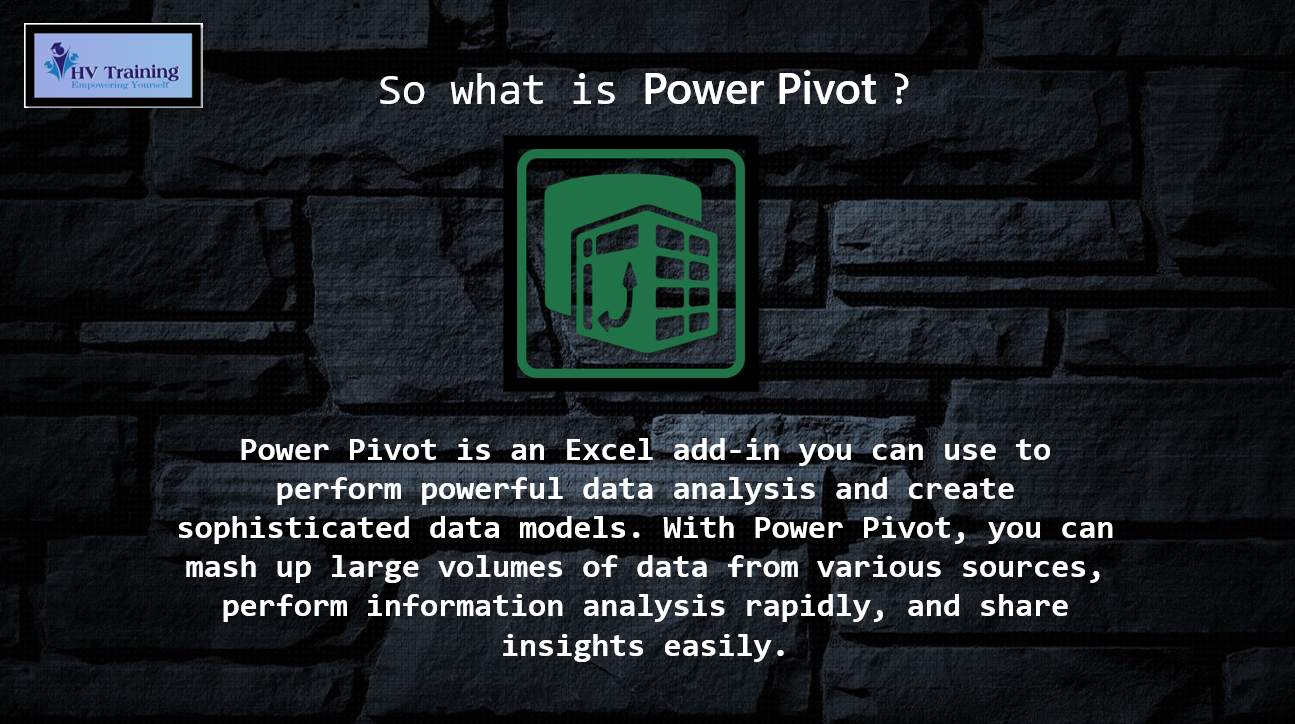 HV Training
Empowering Yourself
So what is Power Pivot ?
Power Pivot is an Excel add-in you can use to
perform powerful data analysis and create
sophisticated data models. With Power Pivot, you can
mash up large volumes of data from various sources,
perform information analysis rapidly, and share
insights easily.